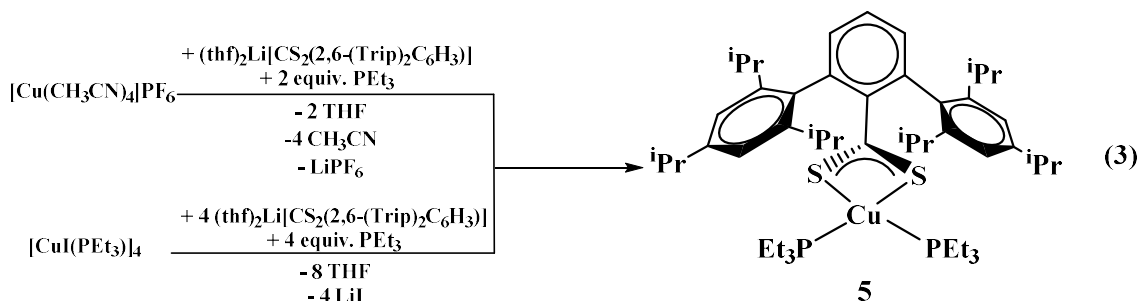 + (thf)2Li[CS2(2,6-(Trip)2C6H3)]
+ 2 equiv. PEt3
[Cu(CH3CN)4]PF6
- 2 THF
-4 CH3CN
- LiPF6
+ 4 (thf)2Li[CS2(2,6-(Trip)2C6H3)]
+ 4 equiv. PEt3
[CuI(PEt3)]4
- 8 THF
- 4 LiI
iPr
iPr
iPr
iPr
iPr
iPr
S
S
Cu
Et3P
PEt3
5
(3)